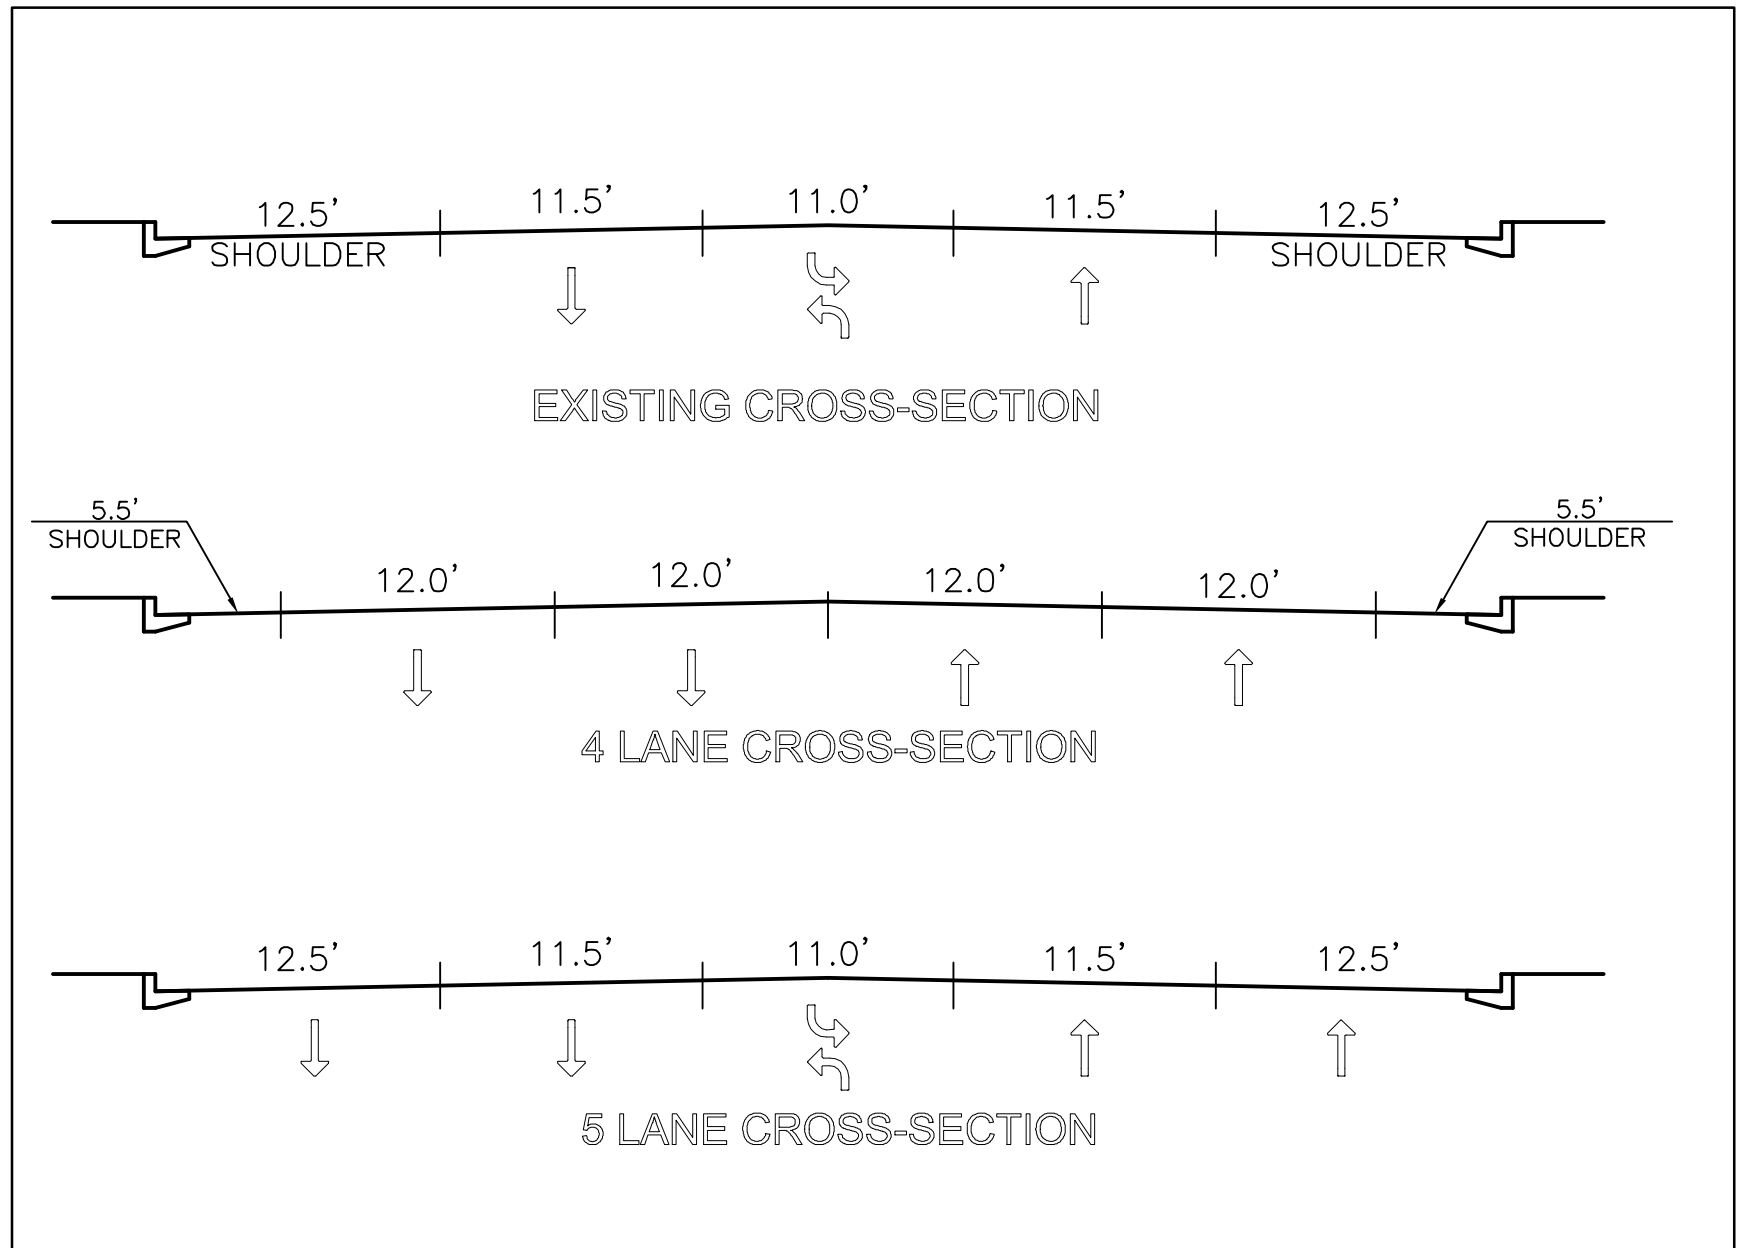 12.5' 11.5' 11.0' 11.5' 12.5'
SHOULDER SHOULDER
EXISTING CROSS-SECTION
5.5' 5.5'
SHOULDER SHOULDER
12.0' 12.0' 12.0' 12.0'
4 LANE CROSS-SECTION
12.5' 11.5' 11.0' 11.5' 12.5'
5 LANE CROSS-SECTION